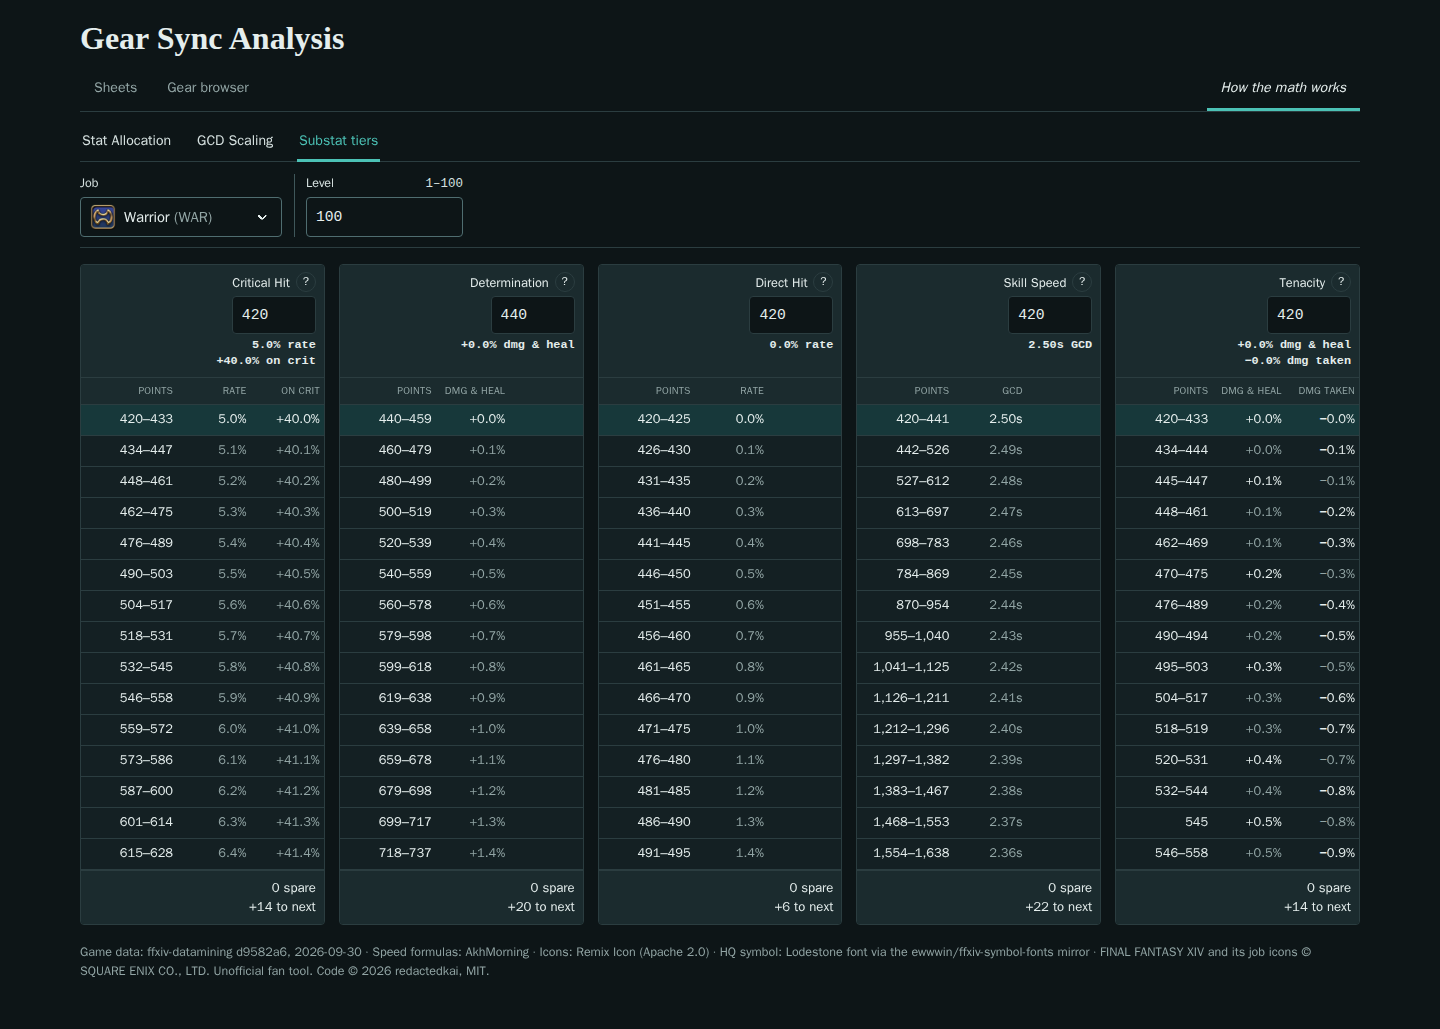 Gear Sync Analysis
Sheets Gear browser How the math works
Stat Allocation GCD Scaling Substat tiers
Job Level 1–100
Warrior (WAR) 100
Critical Hit ? Determination ? Direct Hit ? Skill Speed ? Tenacity ?
420 440 420 420 420
5.0% rate +0.0% dmg & heal 0.0% rate 2.50s GCD +0.0% dmg & heal
+40.0% on crit −0.0% dmg taken
POINTS RATE ON CRIT POINTS DMG & HEAL POINTS RATE POINTS GCD POINTS DMG & HEAL DMG TAKEN
420–433 5.0% +40.0% 440–459 +0.0% 420–425 0.0% 420–441 2.50s 420–433 +0.0% −0.0%
434–447 5.1% +40.1% 460–479 +0.1% 426–430 0.1% 442–526 2.49s 434–444 +0.0% −0.1%
448–461 5.2% +40.2% 480–499 +0.2% 431–435 0.2% 527–612 2.48s 445–447 +0.1% −0.1%
462–475 5.3% +40.3% 500–519 +0.3% 436–440 0.3% 613–697 2.47s 448–461 +0.1% −0.2%
476–489 5.4% +40.4% 520–539 +0.4% 441–445 0.4% 698–783 2.46s 462–469 +0.1% −0.3%
490–503 5.5% +40.5% 540–559 +0.5% 446–450 0.5% 784–869 2.45s 470–475 +0.2% −0.3%
504–517 5.6% +40.6% 560–578 +0.6% 451–455 0.6% 870–954 2.44s 476–489 +0.2% −0.4%
518–531 5.7% +40.7% 579–598 +0.7% 456–460 0.7% 955–1,040 2.43s 490–494 +0.2% −0.5%
532–545 5.8% +40.8% 599–618 +0.8% 461–465 0.8% 1,041–1,125 2.42s 495–503 +0.3% −0.5%
546–558 5.9% +40.9% 619–638 +0.9% 466–470 0.9% 1,126–1,211 2.41s 504–517 +0.3% −0.6%
559–572 6.0% +41.0% 639–658 +1.0% 471–475 1.0% 1,212–1,296 2.40s 518–519 +0.3% −0.7%
573–586 6.1% +41.1% 659–678 +1.1% 476–480 1.1% 1,297–1,382 2.39s 520–531 +0.4% −0.7%
587–600 6.2% +41.2% 679–698 +1.2% 481–485 1.2% 1,383–1,467 2.38s 532–544 +0.4% −0.8%
601–614 6.3% +41.3% 699–717 +1.3% 486–490 1.3% 1,468–1,553 2.37s 545 +0.5% −0.8%
615–628 6.4% +41.4% 718–737 +1.4% 491–495 1.4% 1,554–1,638 2.36s 546–558 +0.5% −0.9%
0 spare 0 spare 0 spare 0 spare 0 spare
+14 to next +20 to next +6 to next +22 to next +14 to next
Game data: ffxiv-datamining d9582a6, 2026-09-30 · Speed formulas: AkhMorning · Icons: Remix Icon (Apache 2.0) · HQ symbol: Lodestone font via the ewwwin/ffxiv-symbol-fonts mirror · FINAL FANTASY XIV and its job icons ©
SQUARE ENIX CO., LTD. Unofficial fan tool. Code © 2026 redactedkai, MIT.